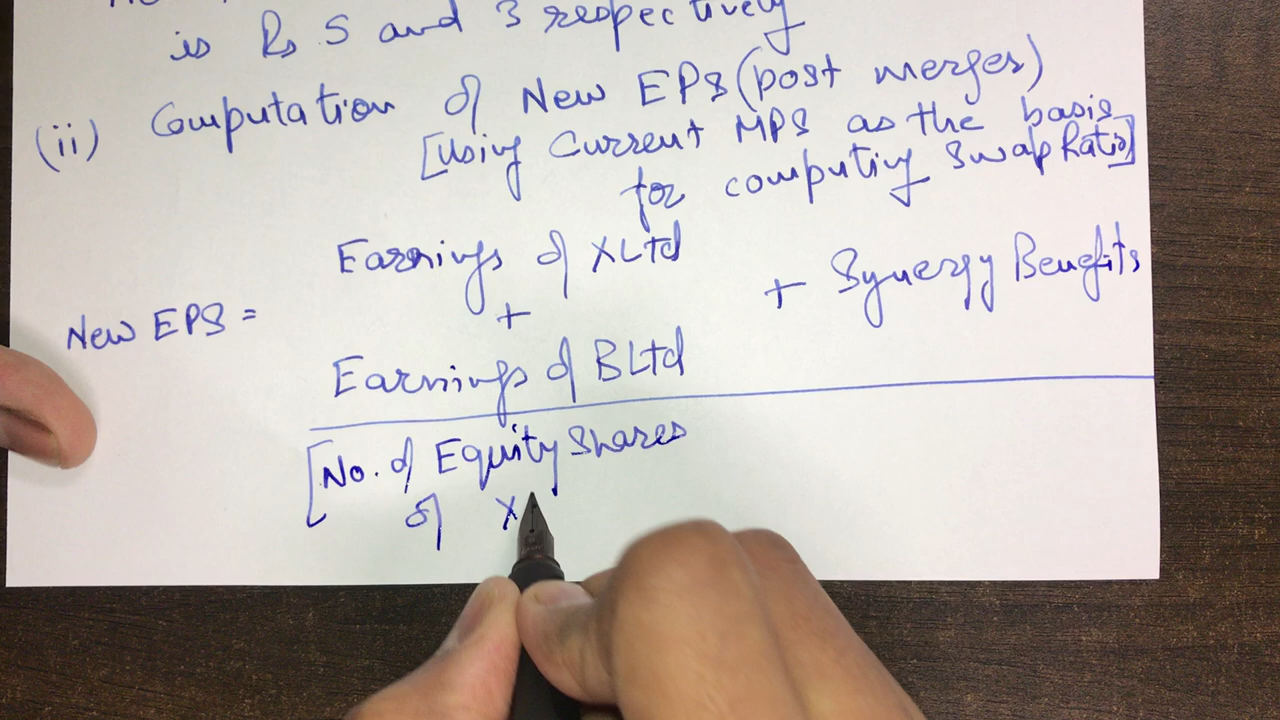 is Rs 5 and 3 respectively
(ii) Computation of New EPS (post merger)
[Using Current MPS as the basis
for computing Swap Ratio]
Earnings of X Ltd
+
+ Synergy Benefits
New EPS =
Earnings of B Ltd
[No. of Equity Shares
of X